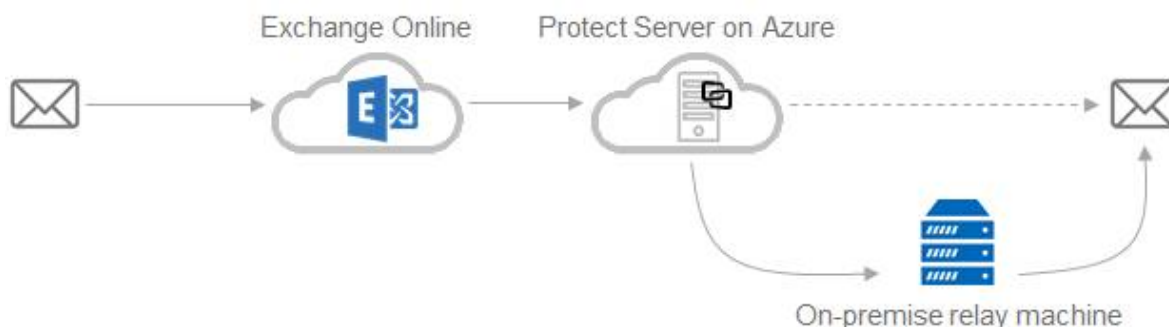 Exchange Online
Protect Server on Azure
E
On-premise relay machine